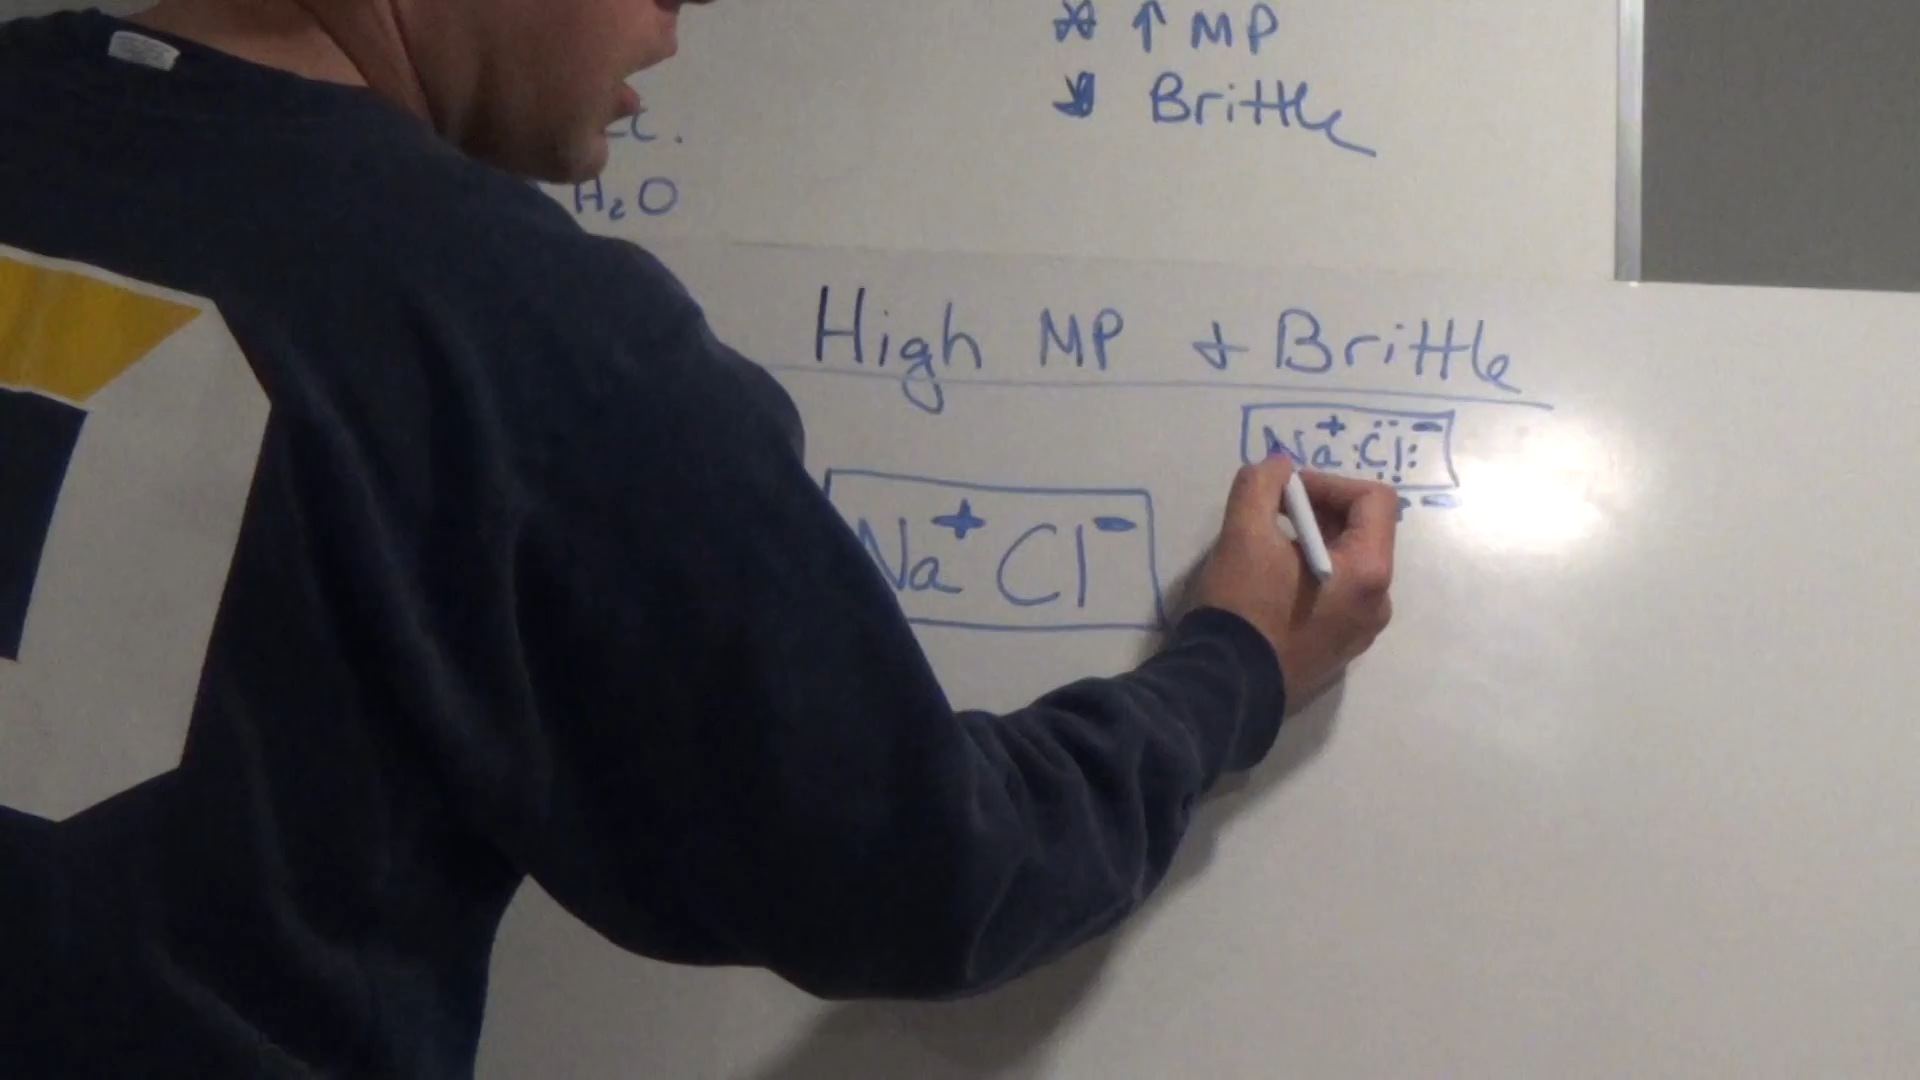 * ↑ MP
Brittle
H₂O
High MP + Brittle
Na⁺ :Cl:⁻
Na⁺ Cl⁻